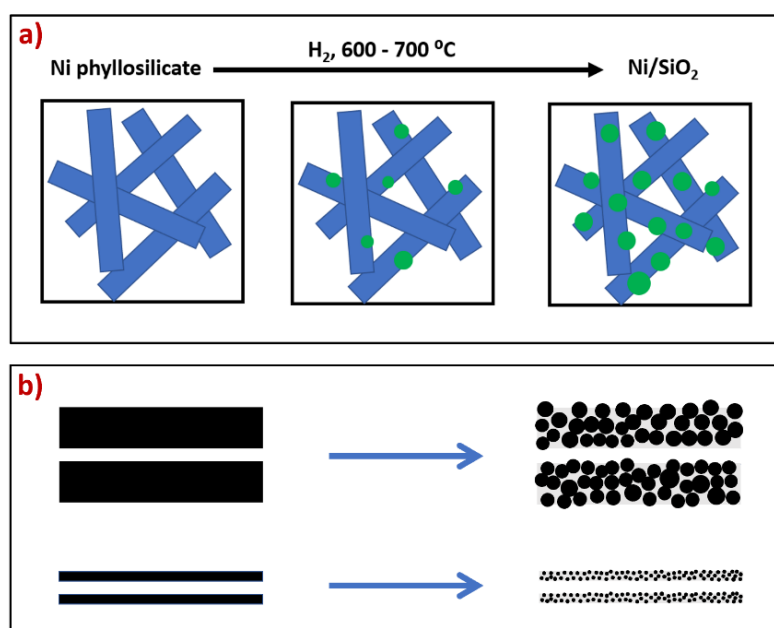 a)
H₂, 600 - 700 ⁰C
Ni phyllosilicate
Ni/SiO₂
b)